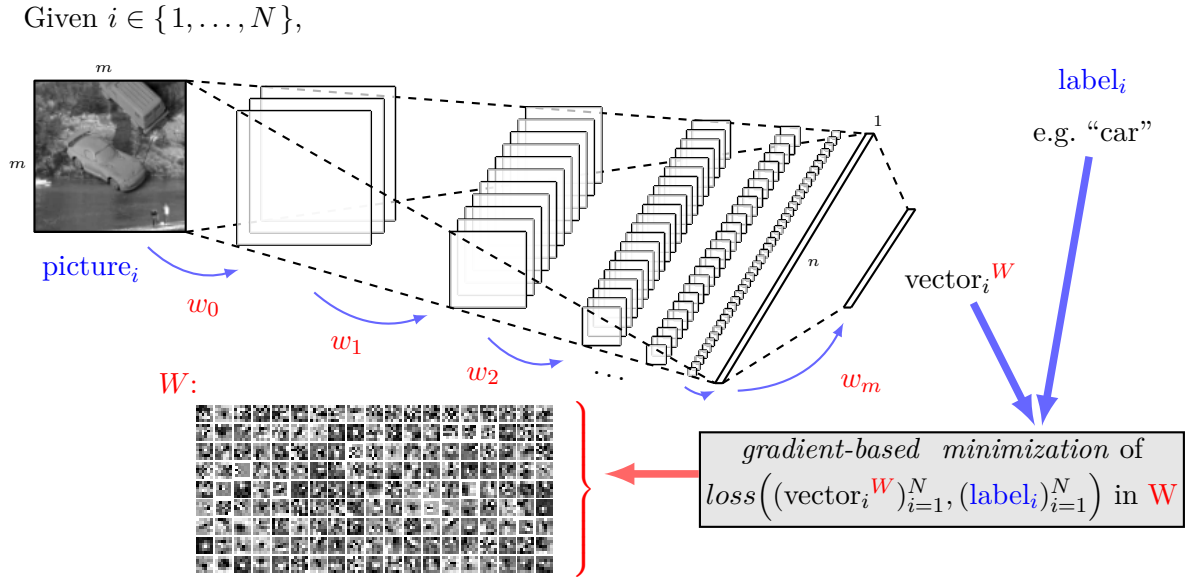 Given i ∈ {1, . . . , N},
m
m
picture_i
w_0
w_1
w_2
. . .
w_m
1
n
label_i
e.g. “car”
vector_i^W
W:
gradient-based minimization of
loss((vector_i^W)_{i=1}^N, (label_i)_{i=1}^N) in W